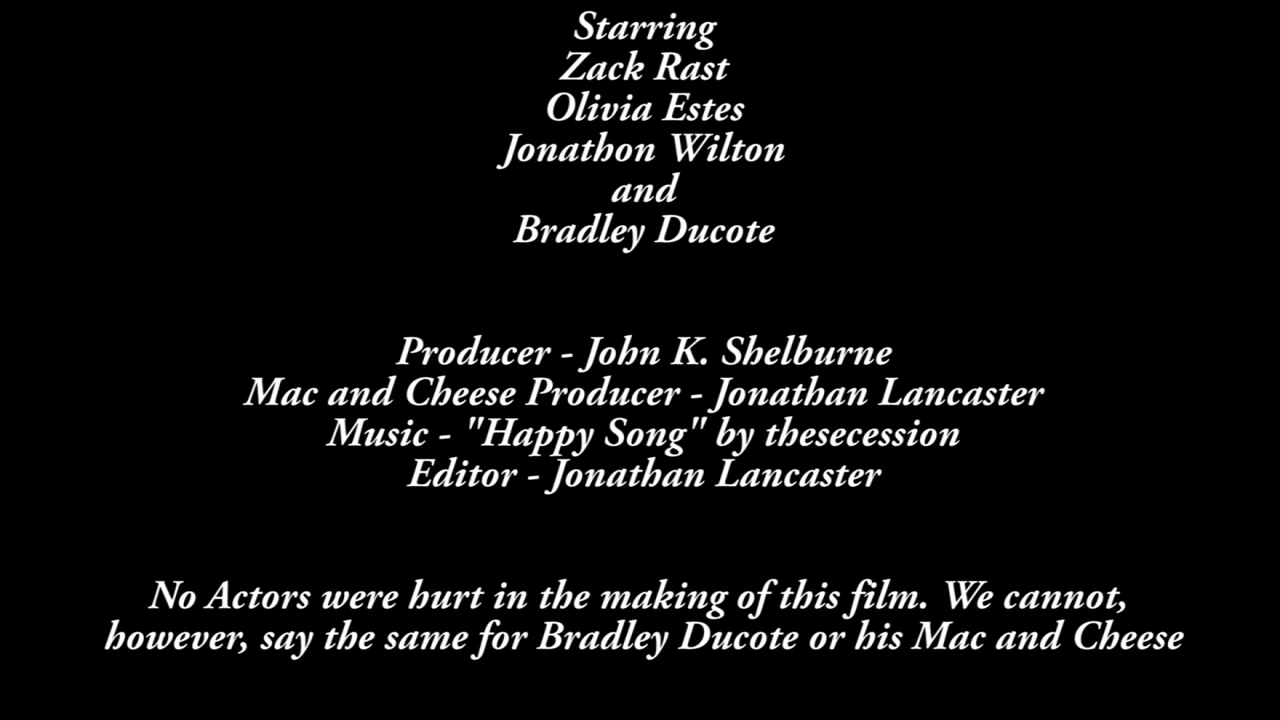 Starring
Zack Rast
Olivia Estes
Jonathon Wilton
and
Bradley Ducote
Producer - John K. Shelburne
Mac and Cheese Producer - Jonathan Lancaster
Music - "Happy Song" by thesecession
Editor - Jonathan Lancaster
No Actors were hurt in the making of this film. We cannot,
however, say the same for Bradley Ducote or his Mac and Cheese